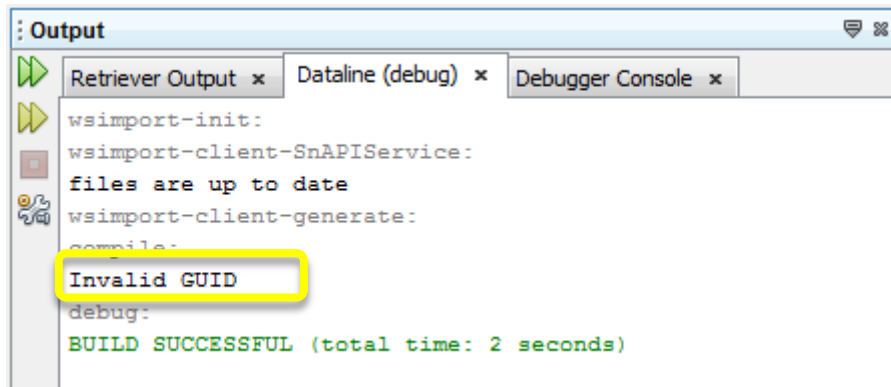 Output
Retriever Output
Dataline (debug)
Debugger Console
wsimport-init:
wsimport-client-SnAPIService:
files are up to date
wsimport-client-generate:
compile:
Invalid GUID
debug:
BUILD SUCCESSFUL (total time: 2 seconds)